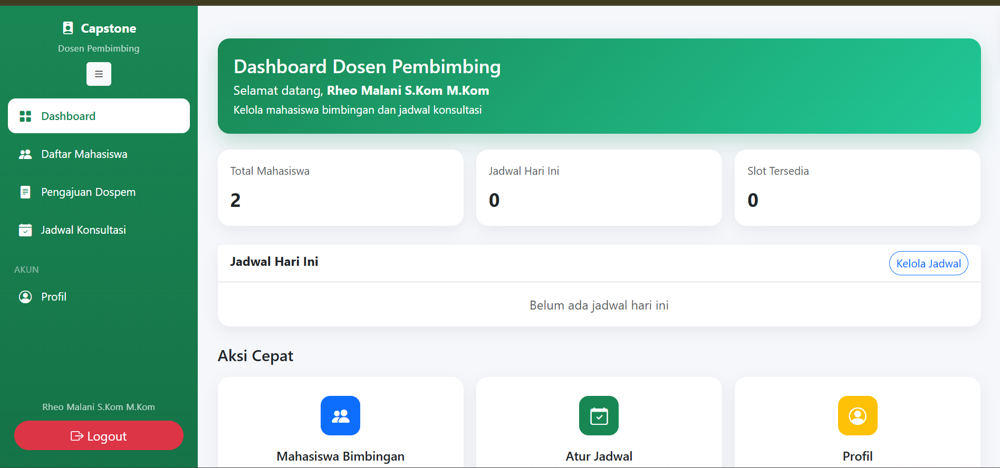 Capstone
Dosen Pembimbing
Dashboard
Daftar Mahasiswa
Pengajuan Dospem
Jadwal Konsultasi
AKUN
Profil
Rheo Malani S.Kom M.Kom
Logout
Dashboard Dosen Pembimbing
Selamat datang, Rheo Malani S.Kom M.Kom
Kelola mahasiswa bimbingan dan jadwal konsultasi
Total Mahasiswa
2
Jadwal Hari Ini
0
Slot Tersedia
0
Jadwal Hari Ini
Kelola Jadwal
Belum ada jadwal hari ini
Aksi Cepat
Mahasiswa Bimbingan
Atur Jadwal
Profil